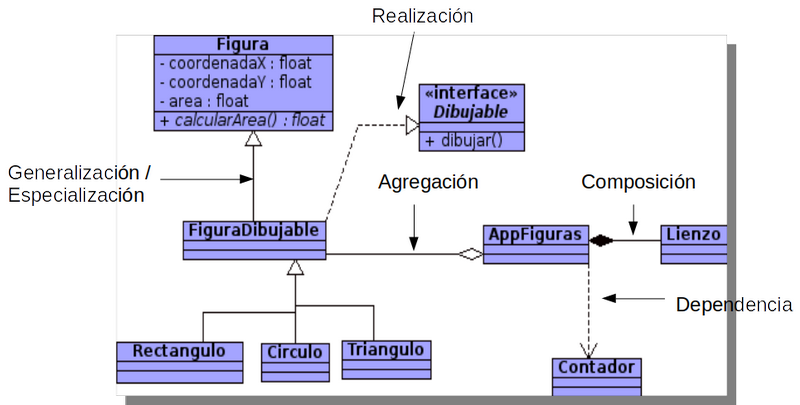 Realización
Figura
- coordenadaX : float
- coordenadaY : float
- area : float
+ calcularArea() : float
«interface»
Dibujable
+ dibujar()
Generalización /
Especialización
Agregación
Composición
FiguraDibujable
AppFiguras
Lienzo
Dependencia
Rectangulo
Circulo
Triangulo
Contador